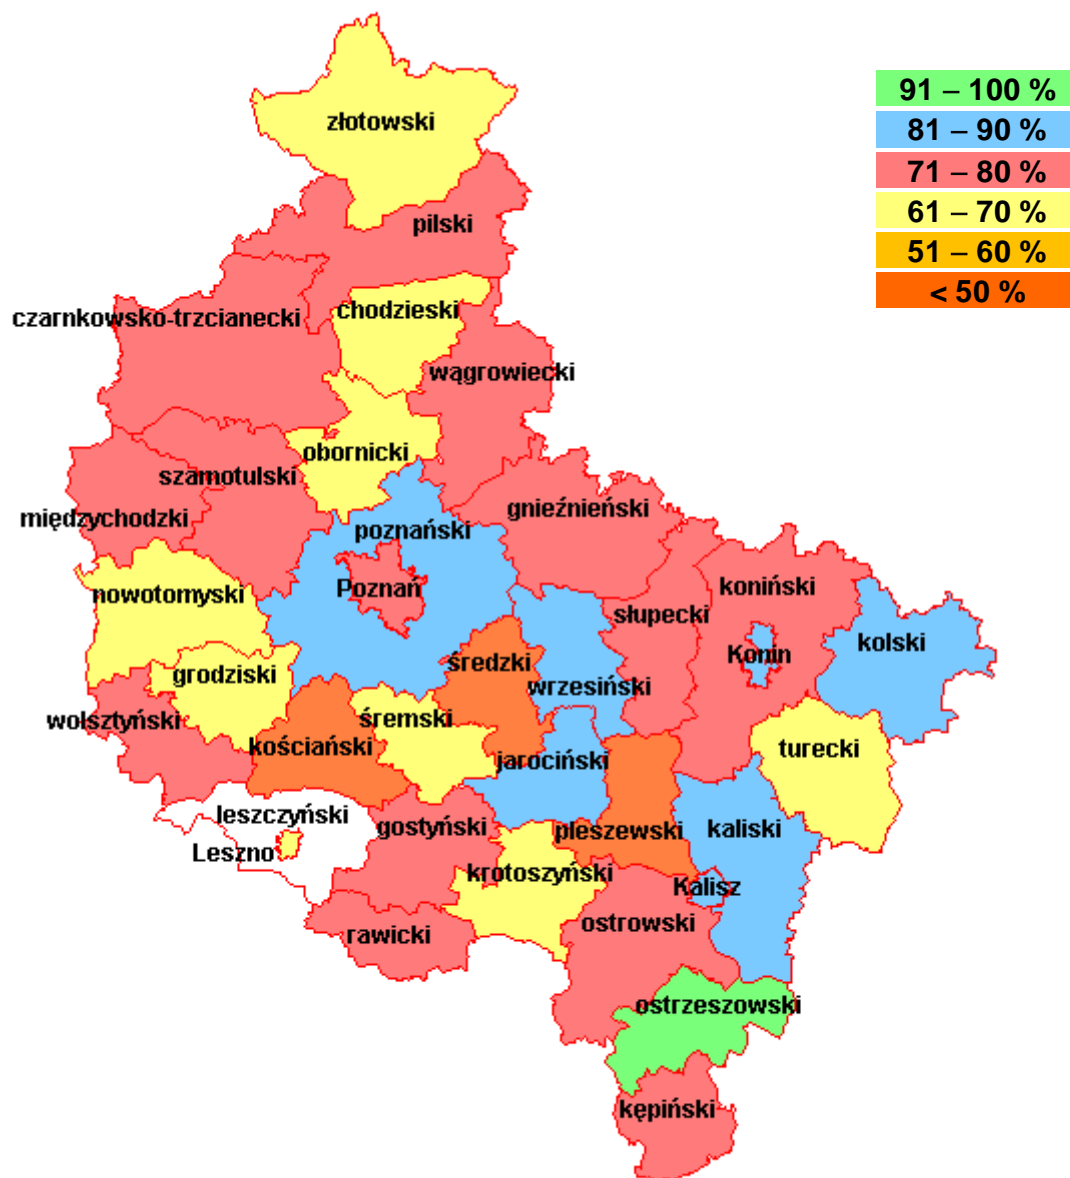 złotowski
91 – 100 %
81 – 90 %
71 – 80 %
61 – 70 %
51 – 60 %
< 50 %
pilski
chodzieski
czarnkowsko-trzcianecki
wągrowiecki
obornicki
szamotulski
gnieźnieński
międzychodzki
poznański
Poznań
koniński
nowotomyski
słupecki
kolski
Konin
średzki
grodziski
wrzesiński
wolsztyński
śremski
kościański
turecki
jarociński
leszczyński
gostyński
pleszewski
kaliski
Leszno
krotoszyński
Kalisz
ostrowski
rawicki
ostrzeszowski
kępiński